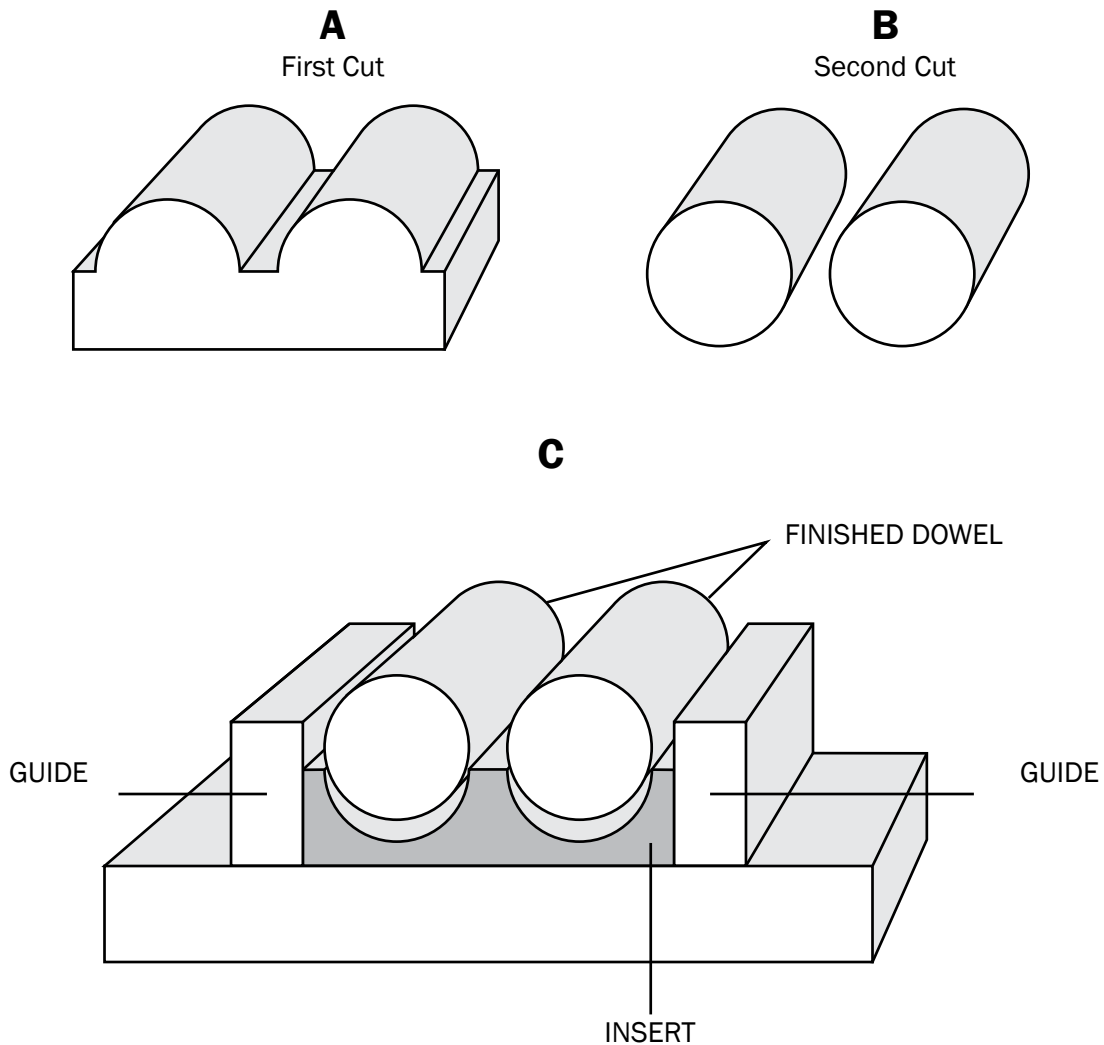 A
First Cut
B
Second Cut
C
FINISHED DOWEL
GUIDE
GUIDE
INSERT